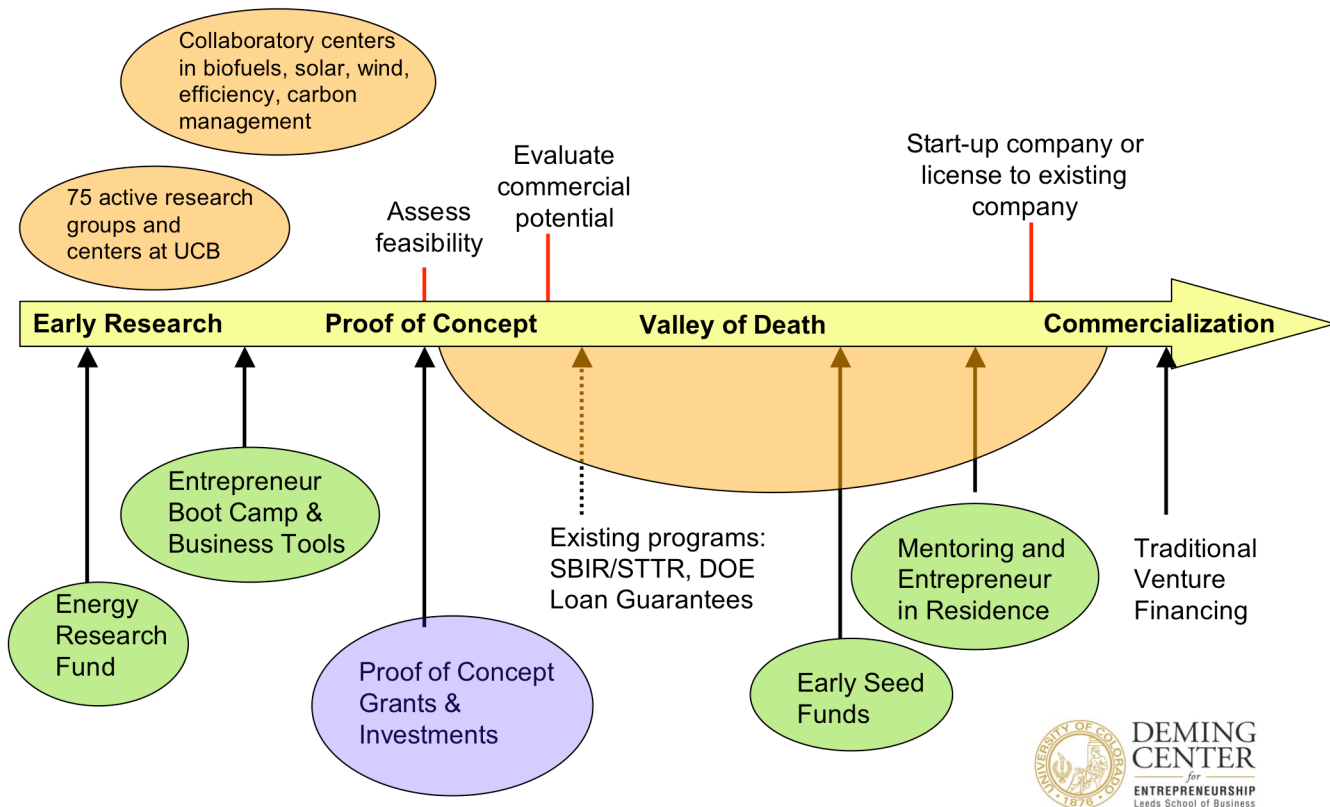 Collaboratory centers
in biofuels, solar, wind,
efficiency, carbon
management
75 active research
groups and
centers at UCB
Assess
feasibility
Evaluate
commercial
potential
Start-up company or
license to existing
company
Early Research
Proof of Concept
Valley of Death
Commercialization
Energy
Research
Fund
Entrepreneur
Boot Camp &
Business Tools
Proof of Concept
Grants &
Investments
Existing programs:
SBIR/STTR, DOE
Loan Guarantees
Early Seed
Funds
Mentoring and
Entrepreneur
in Residence
Traditional
Venture
Financing
UNIVERSITY OF COLORADO
1876
DEMING
CENTER
for
ENTREPRENEURSHIP
Leeds School of Business